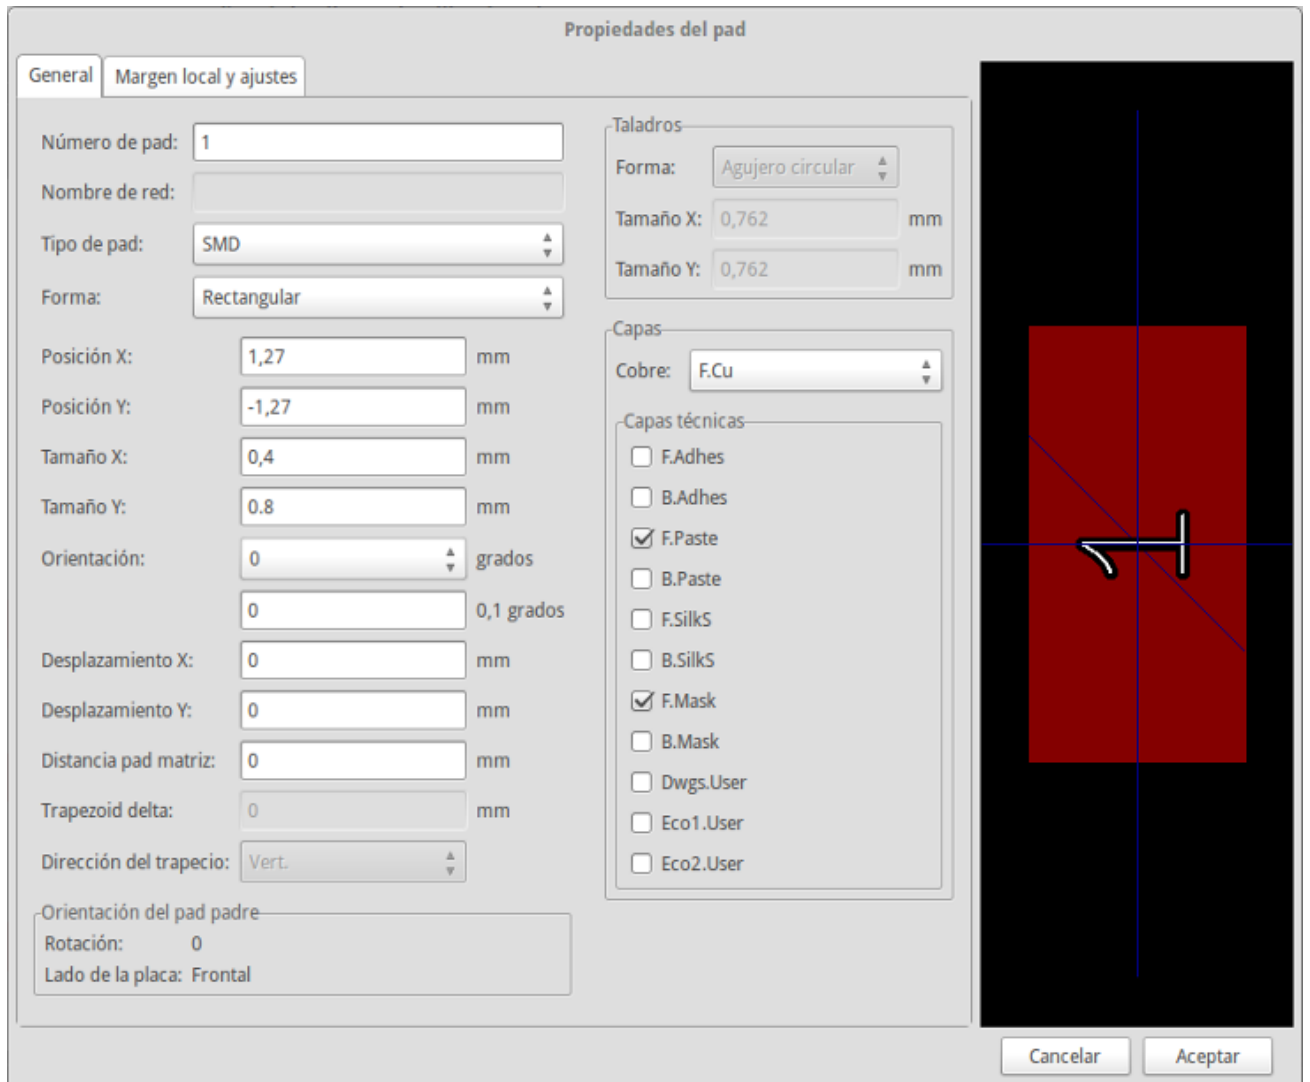 Propiedades del pad
General
Margen local y ajustes
Número de pad: 1
Nombre de red:
Tipo de pad: SMD
Forma: Rectangular
Posición X: 1,27 mm
Posición Y: -1,27 mm
Tamaño X: 0,4 mm
Tamaño Y: 0.8 mm
Orientación: 0 grados
0 0,1 grados
Desplazamiento X: 0 mm
Desplazamiento Y: 0 mm
Distancia pad matriz: 0 mm
Trapezoid delta: 0 mm
Dirección del trapecio: Vert.
Orientación del pad padre
Rotación: 0
Lado de la placa: Frontal
Taladros
Forma: Agujero circular
Tamaño X: 0,762 mm
Tamaño Y: 0,762 mm
Capas
Cobre: F.Cu
Capas técnicas
F.Adhes
B.Adhes
F.Paste
B.Paste
F.SilkS
B.SilkS
F.Mask
B.Mask
Dwgs.User
Eco1.User
Eco2.User
1
Cancelar
Aceptar